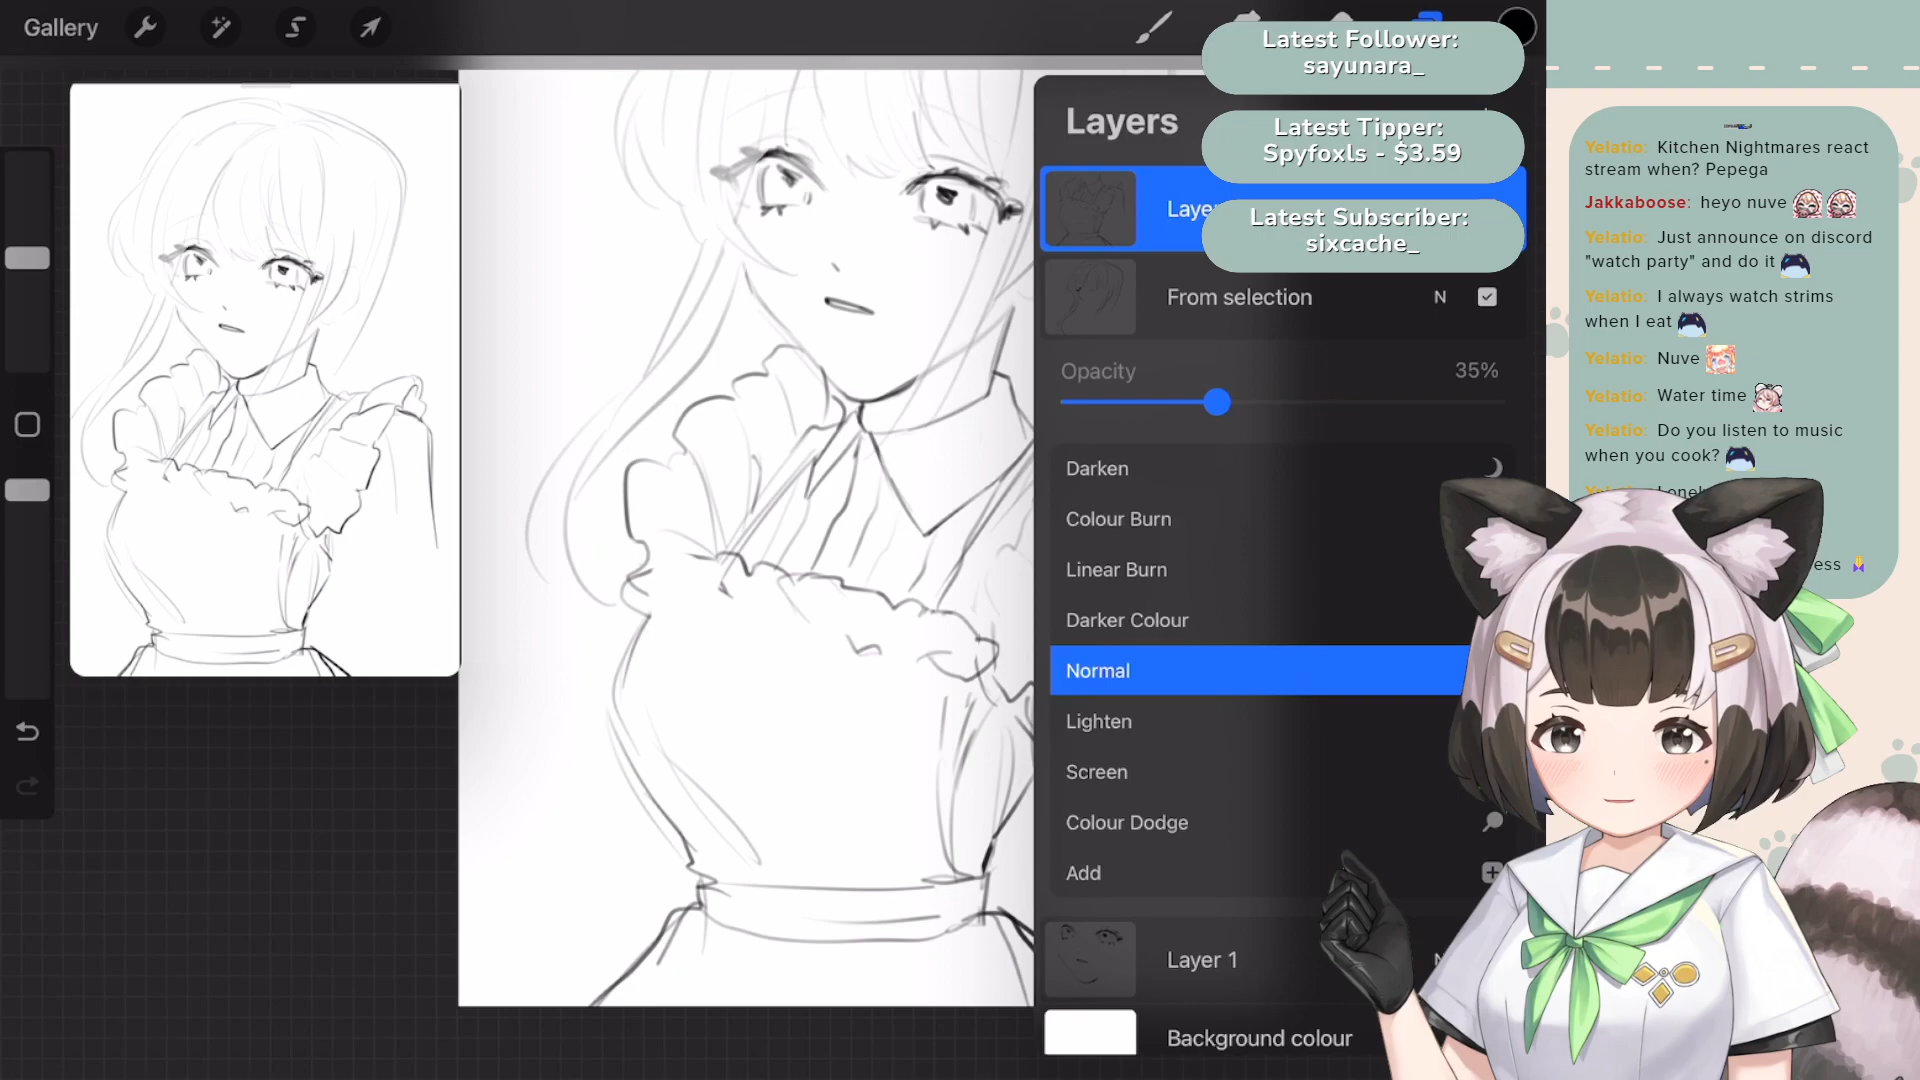 Gallery
Layers
Latest Follower:
sayunara_
Latest Tipper:
Spyfoxls - $3.59
Latest Subscriber:
sixcache_
From selection N
Opacity 35%
Darken
Colour Burn
Linear Burn
Darker Colour
Normal
Lighten
Screen
Colour Dodge
Add
Layer 1
Background colour
Yelatio: Kitchen Nightmares react
stream when? Pepega
Jakkaboose: heyo nuve
Yelatio: Just announce on discord
"watch party" and do it
Yelatio: I always watch strims
when I eat
Yelatio: Nuve
Yelatio: Water time
Yelatio: Do you listen to music
when you cook?